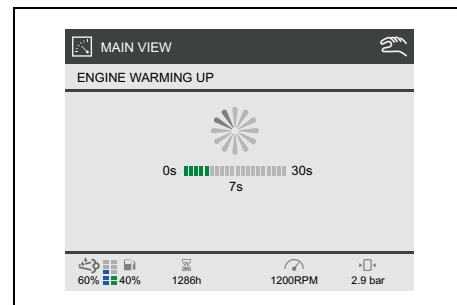 MAIN VIEW
ENGINE WARMING UP
0s 30s
7s
60% 40% 1286h 1200RPM 2.9 bar